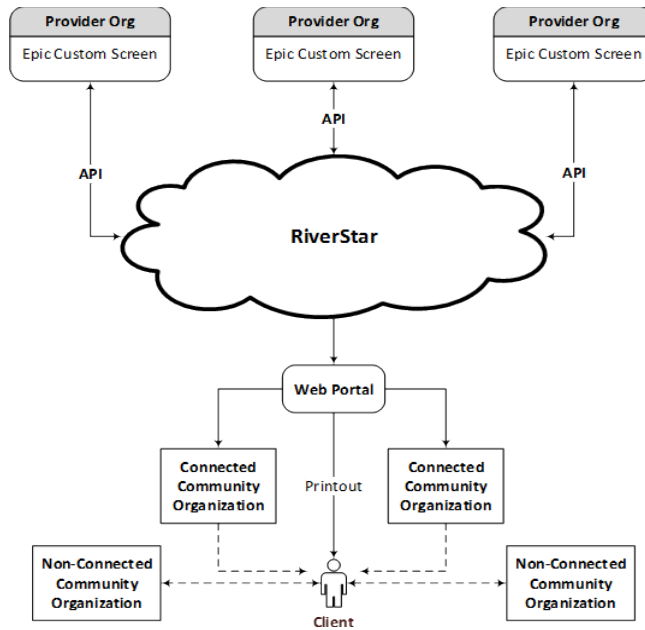 Provider Org
Epic Custom Screen
Provider Org
Epic Custom Screen
Provider Org
Epic Custom Screen
API
API
API
RiverStar
Web Portal
Connected
Community
Organization
Printout
Connected
Community
Organization
Non-Connected
Community
Organization
Client
Non-Connected
Community
Organization